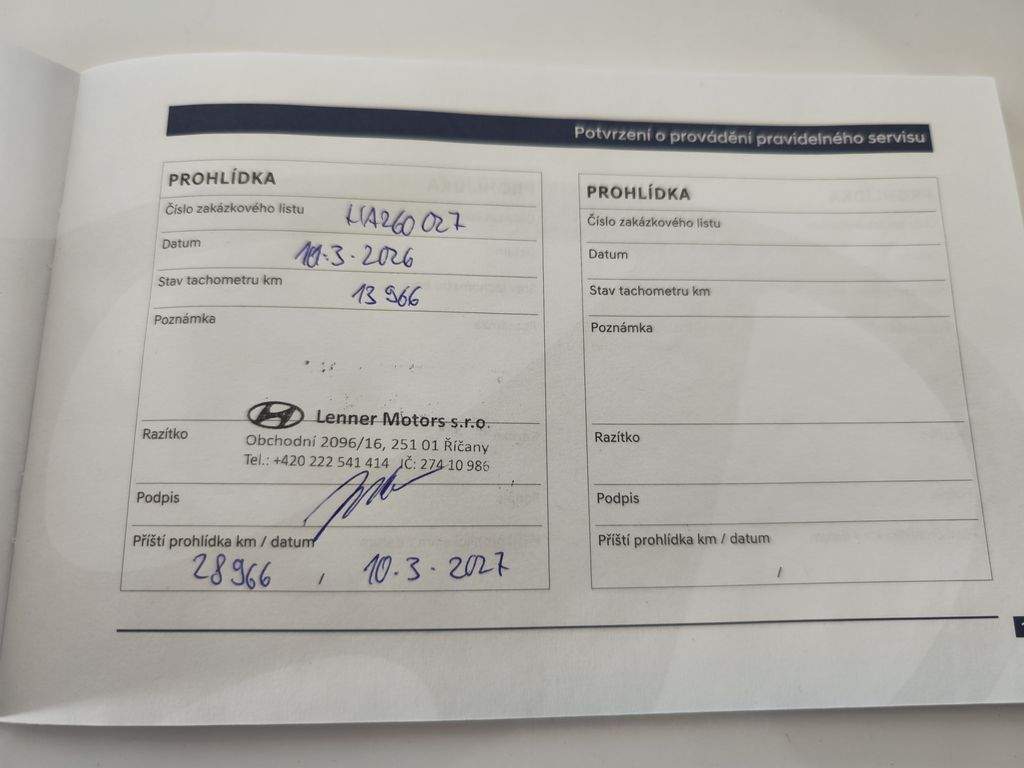 Potvrzení o provádění pravidelného servisu
PROHLÍDKA
Číslo zakázkového listu HA260027
Datum 10.3.2026
Stav tachometru km 13 966
Poznámka
Razítko
Lenner Motors s.r.o.
Obchodní 2096/16, 251 01 Říčany
Tel.: +420 222 541 414 IČ: 274 10 986
Podpis
Příští prohlídka km / datum
28966 / 10.3.2027
PROHLÍDKA
Číslo zakázkového listu
Datum
Stav tachometru km
Poznámka
Razítko
Podpis
Příští prohlídka km / datum
/